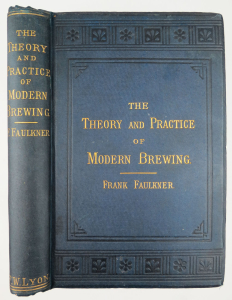 THE
THEORY
AND
PRACTICE
OF
MODERN
BREWING
FAULKNER
W. LYON
THE
THEORY AND PRACTICE
OF
MODERN BREWING.
FRANK FAULKNER.